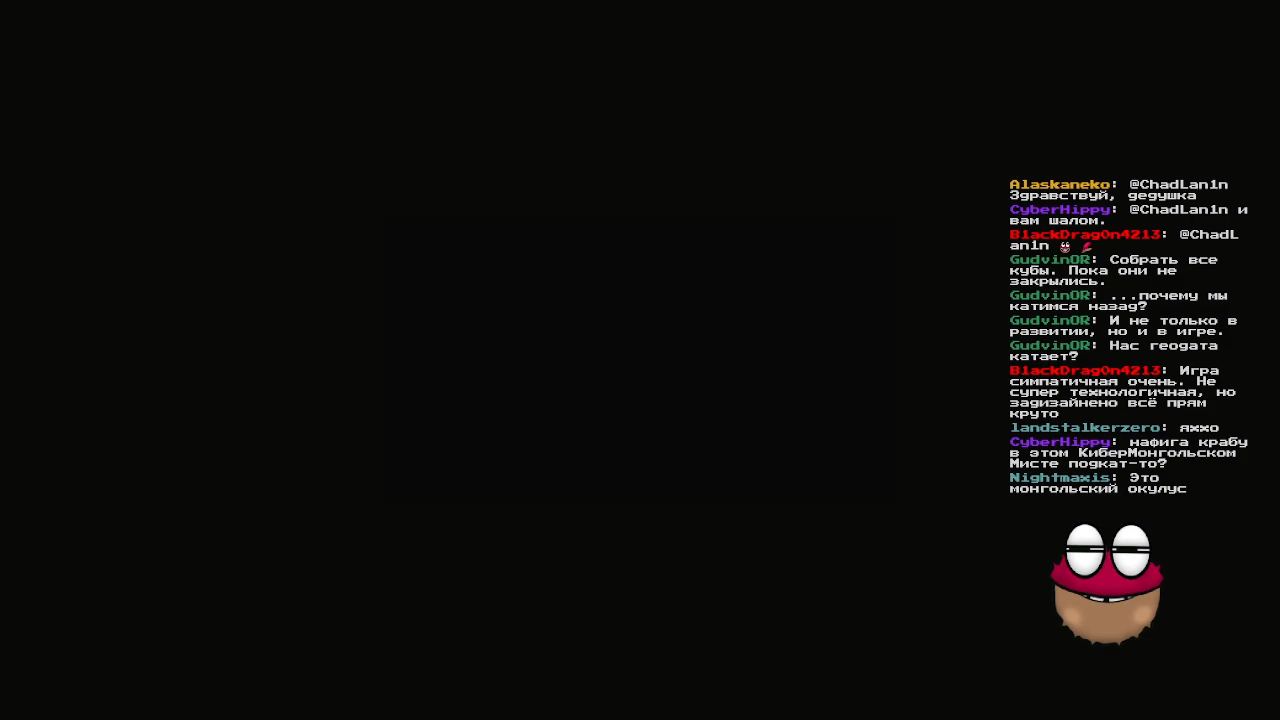 Alaskaneko: @ChadLan1n
Здравствуй, дедушка
CyberHippy: @ChadLan1n и
вам шалом.
BlackDrag0n4213: @ChadL
an1n
GudvinOR: Собрать все
кубы. Пока они не
закрылись.
GudvinOR: ...почему мы
катимся назад?
GudvinOR: И не только в
развитии, но и в игре.
GudvinOR: Нас геодата
катает?
BlackDrag0n4213: Игра
симпатичная очень. Не
супер технологичная, но
задизайнено всё прям
круто
landstalkerzero: яххо
CyberHippy: нафига крабу
в этом КиберМонгольском
Мисте подкат-то?
Nightmaxis: Это
монгольский окулус